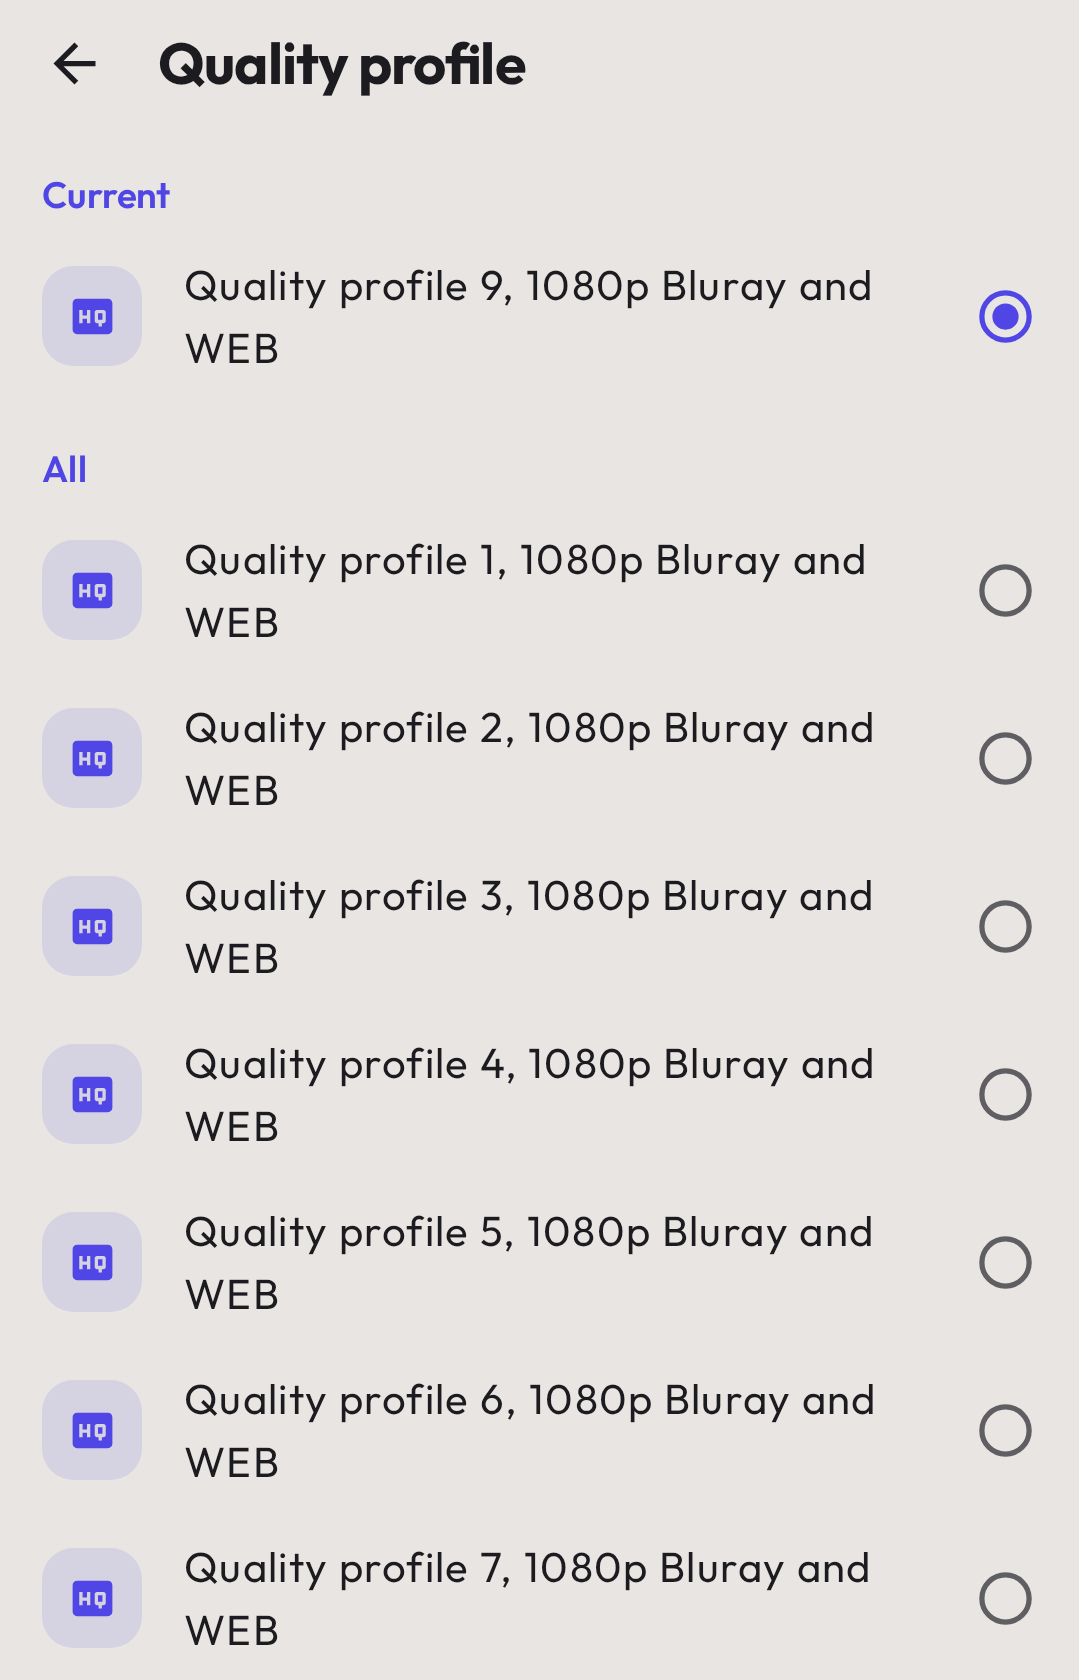 Quality profile
Current
HQ
Quality profile 9, 1080p Bluray and
WEB
All
HQ
Quality profile 1, 1080p Bluray and
WEB
HQ
Quality profile 2, 1080p Bluray and
WEB
HQ
Quality profile 3, 1080p Bluray and
WEB
HQ
Quality profile 4, 1080p Bluray and
WEB
HQ
Quality profile 5, 1080p Bluray and
WEB
HQ
Quality profile 6, 1080p Bluray and
WEB
HQ
Quality profile 7, 1080p Bluray and
WEB